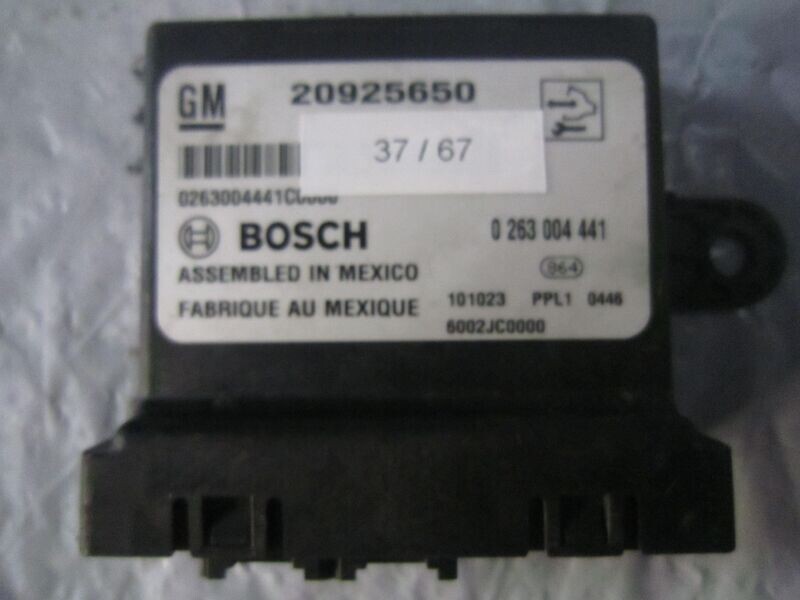 GM 20925650
37 / 67
0263004441C0000
BOSCH 0 263 004 441
ASSEMBLED IN MEXICO 964
FABRIQUE AU MEXIQUE 101023 PPL1 0446
6002JC0000